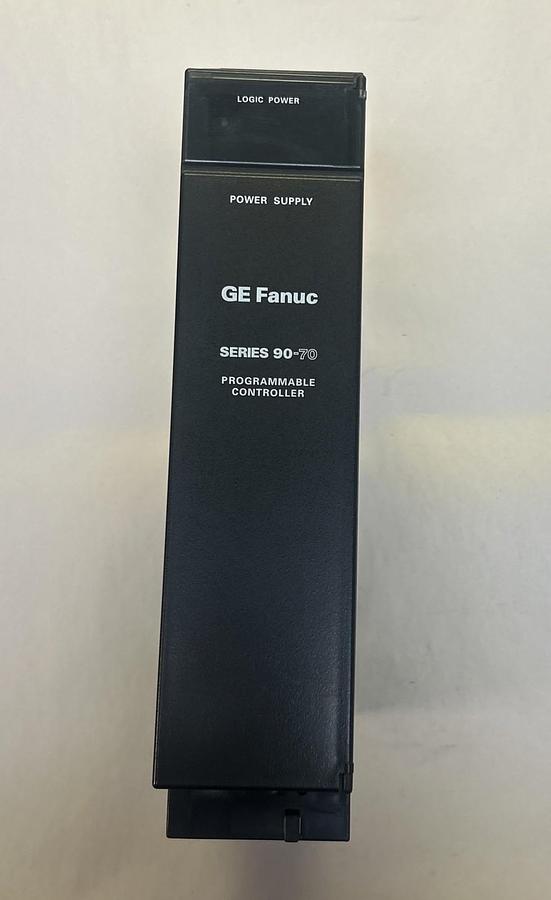 LOGIC POWER
POWER SUPPLY
GE Fanuc
SERIES 90-70
PROGRAMMABLE
CONTROLLER